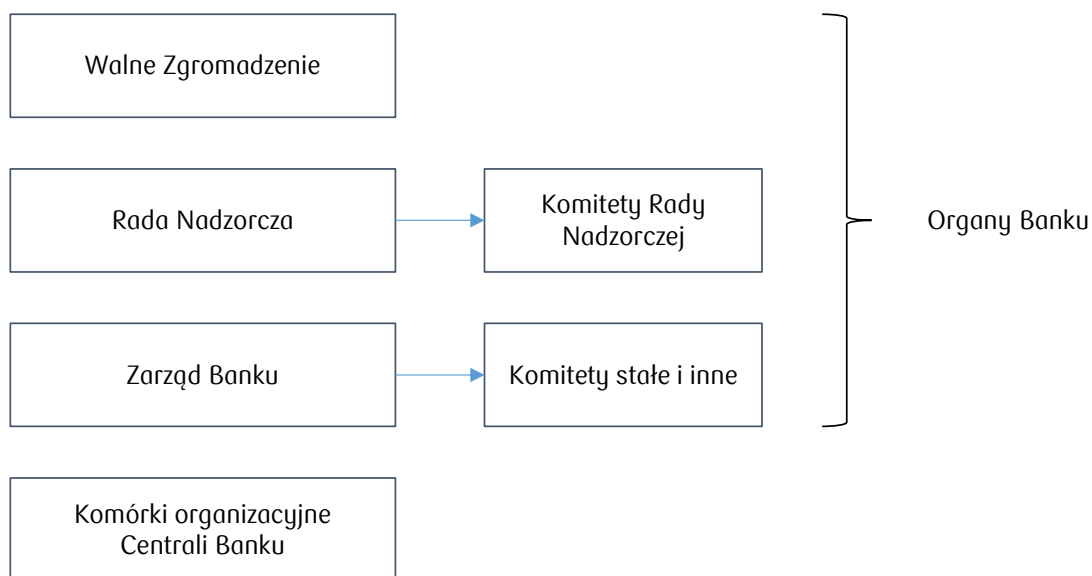 Walne Zgromadzenie
Rada Nadzorcza
Komitety Rady
Nadzorczej
Organy Banku
Zarząd Banku
Komitety stałe i inne
Komórki organizacyjne
Centrali Banku